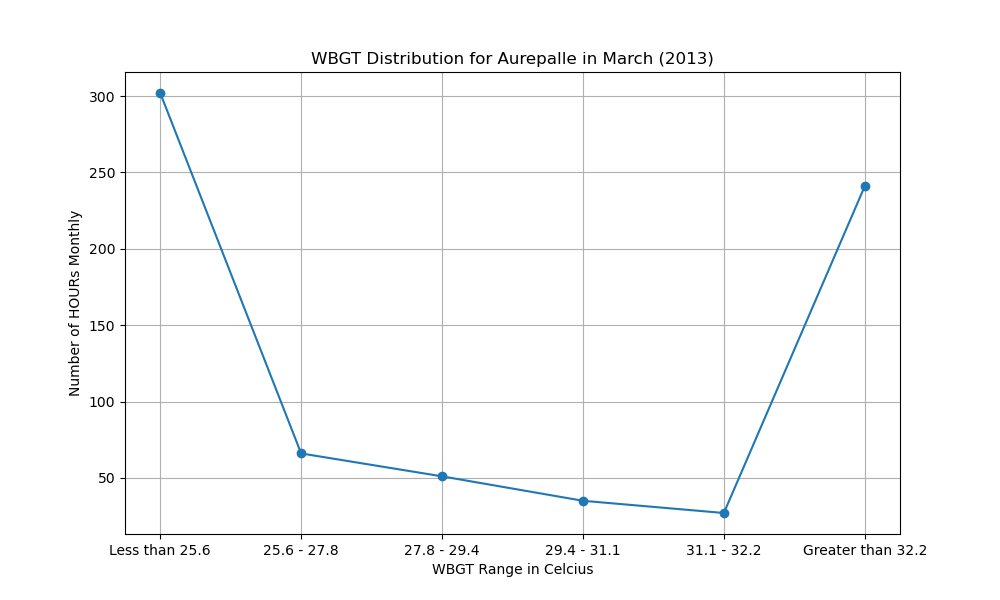 WBGT Distribution for Aurepalle in March (2013)
300
250
200
150
100
50
Number of HOURs Monthly
Less than 25.6
25.6 - 27.8
27.8 - 29.4
29.4 - 31.1
31.1 - 32.2
Greater than 32.2
WBGT Range in Celcius